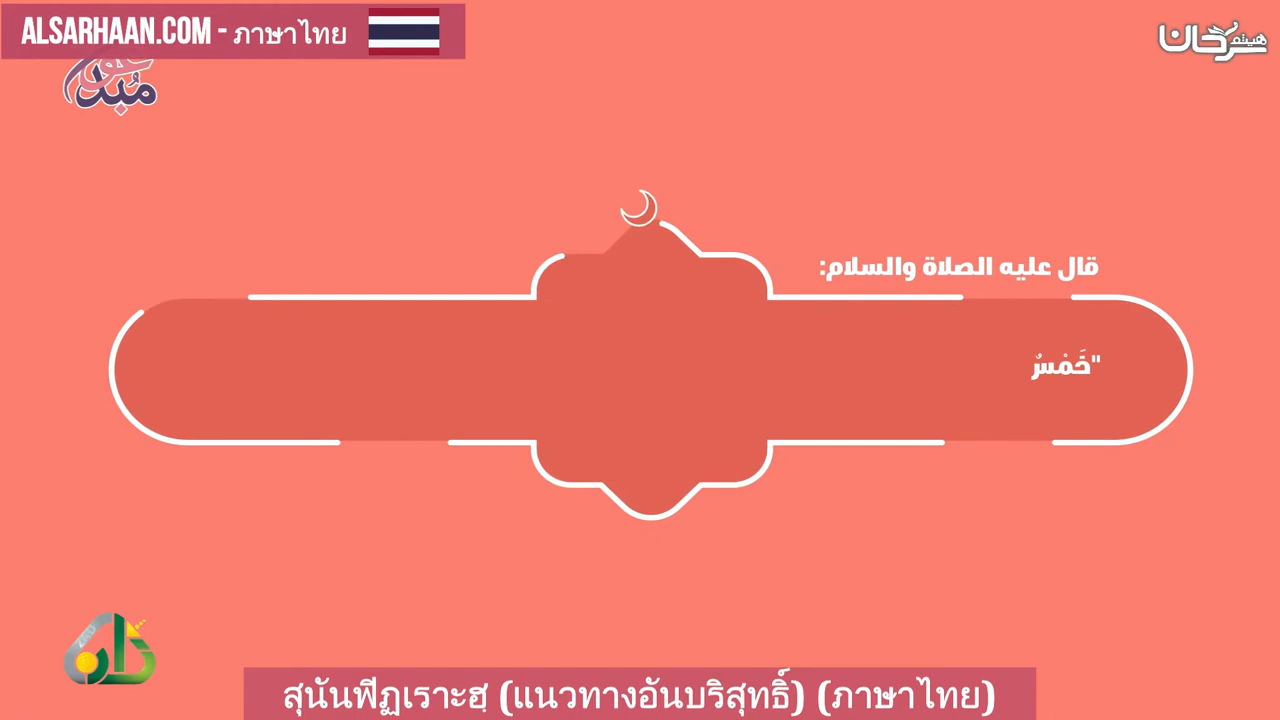 ALSARHAAN.COM - ภาษาไทย
هيثم سرحان
قال عليه الصلاة والسلام:
"خَمْسٌ
สุนันฟีฏเราะฮฺ (แนวทางอันบริสุทธิ์) (ภาษาไทย)